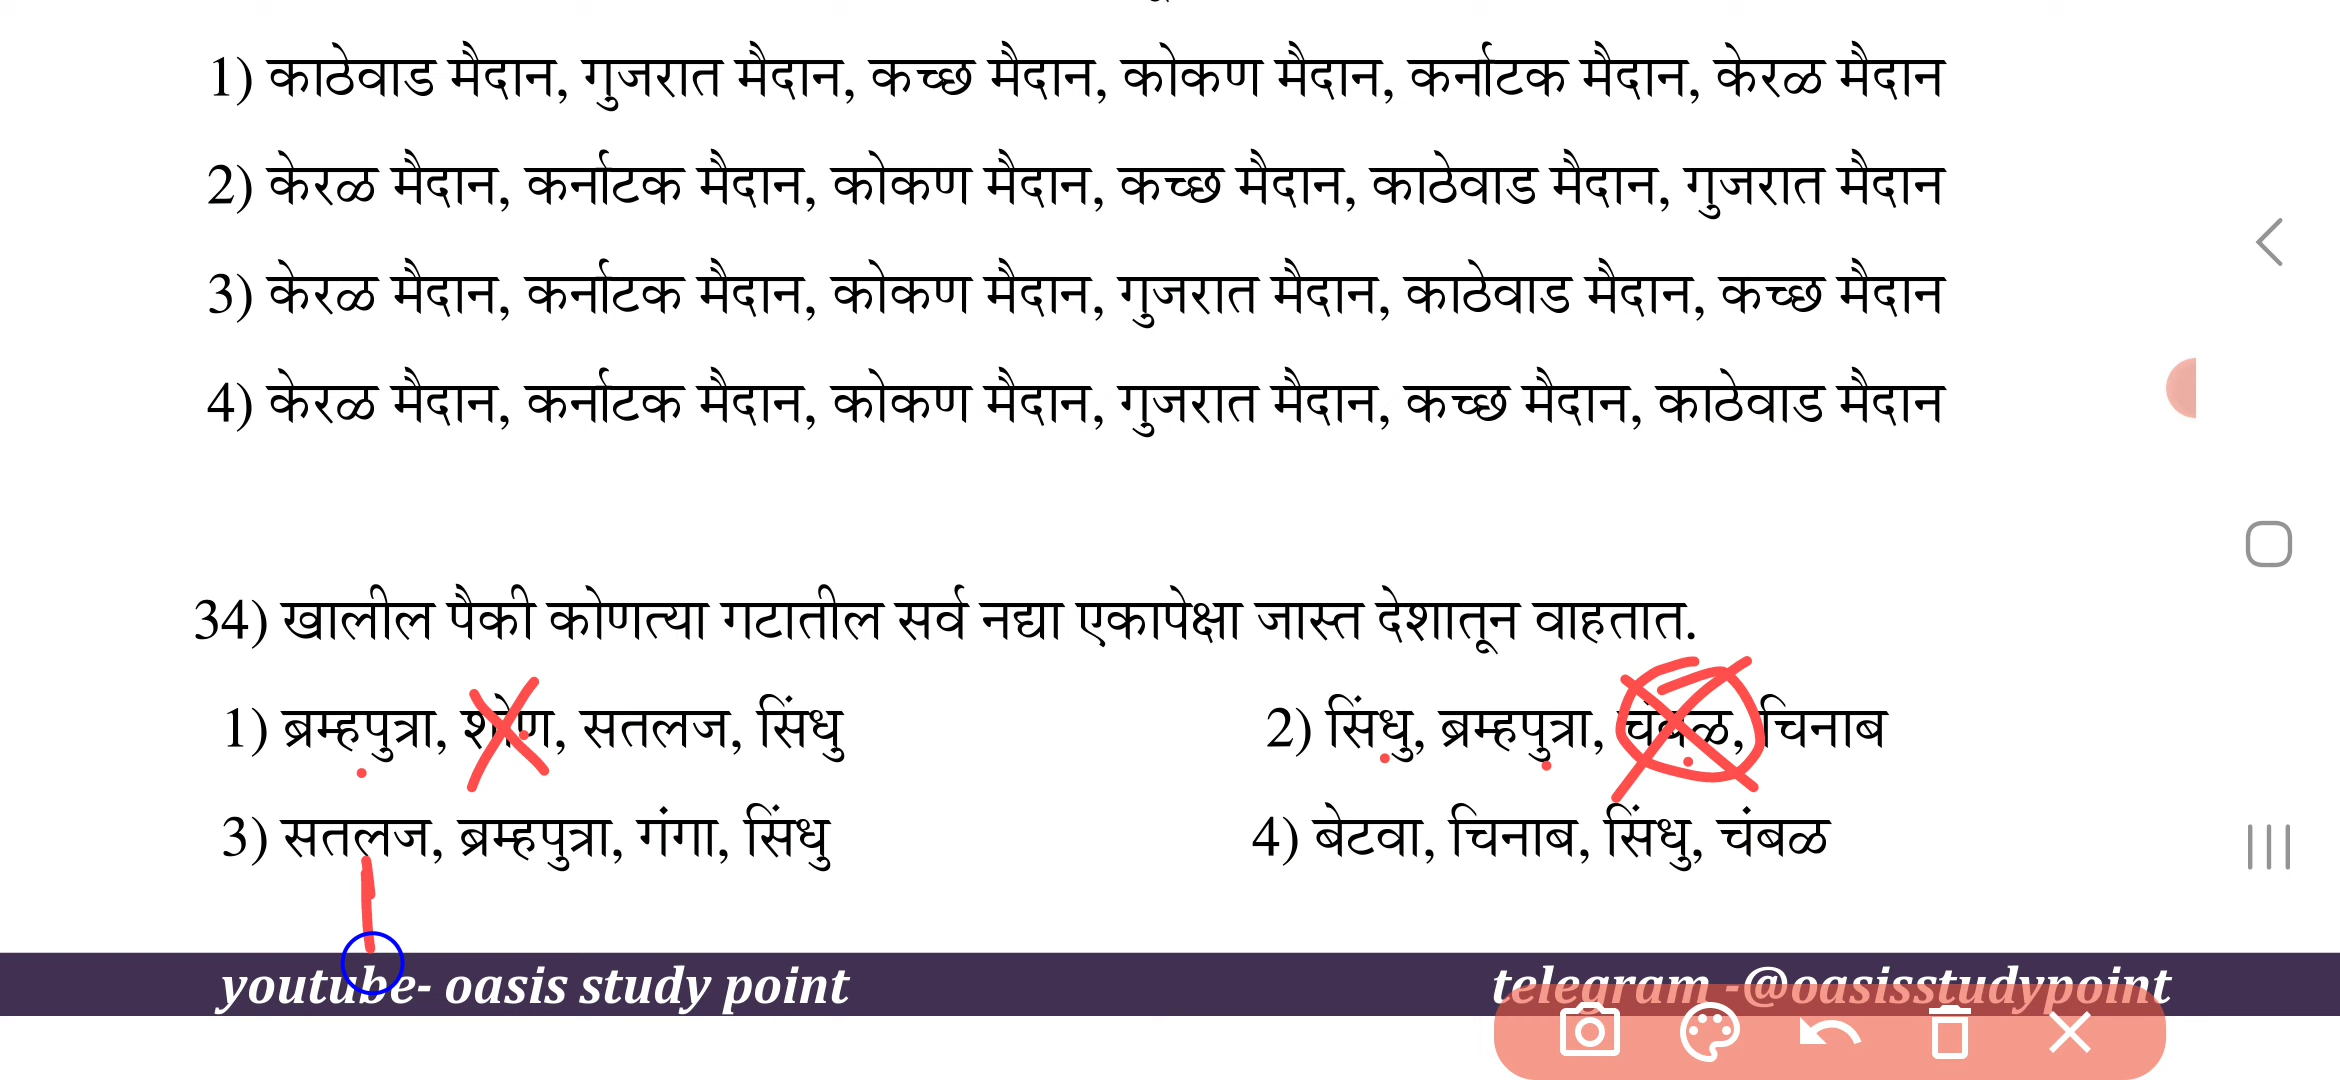 1) काठेवाड मैदान, गुजरात मैदान, कच्छ मैदान, कोकण मैदान, कर्नाटक मैदान, केरळ मैदान
2) केरळ मैदान, कर्नाटक मैदान, कोकण मैदान, कच्छ मैदान, काठेवाड मैदान, गुजरात मैदान
3) केरळ मैदान, कर्नाटक मैदान, कोकण मैदान, गुजरात मैदान, काठेवाड मैदान, कच्छ मैदान
4) केरळ मैदान, कर्नाटक मैदान, कोकण मैदान, गुजरात मैदान, कच्छ मैदान, काठेवाड मैदान
34) खालील पैकी कोणत्या गटातील सर्व नद्या एकापेक्षा जास्त देशातून वाहतात.
1) ब्रम्हपुत्रा, शोण, सतलज, सिंधु
2) सिंधु, ब्रम्हपुत्रा, चंबळ, चिनाब
3) सतलज, ब्रम्हपुत्रा, गंगा, सिंधु
4) बेटवा, चिनाब, सिंधु, चंबळ
youtube- oasis study point
telegram -@oasisstudypoint